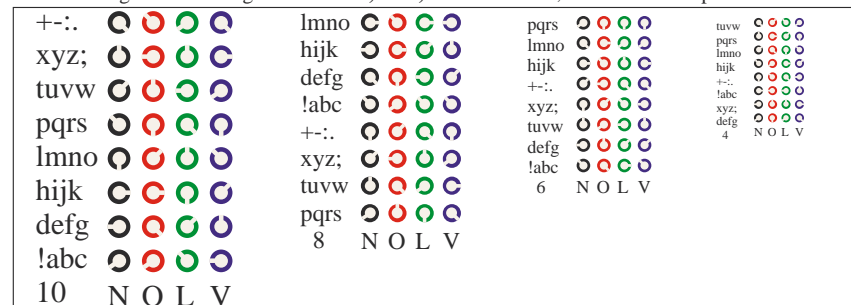 +-:.
xyz;
tuvw
pqrs
lmno
hijk
defg
!abc
10 N O L V
lmno
hijk
defg
!abc
+-:.
xyz;
tuvw
pqrs
8 N O L V
pqrs
lmno
hijk
+-:.
xyz;
tuvw
defg
!abc
6 N O L V
tuvw
pqrs
lmno
hijk
+-:.
!abc
xyz;
defg
4 N O L V